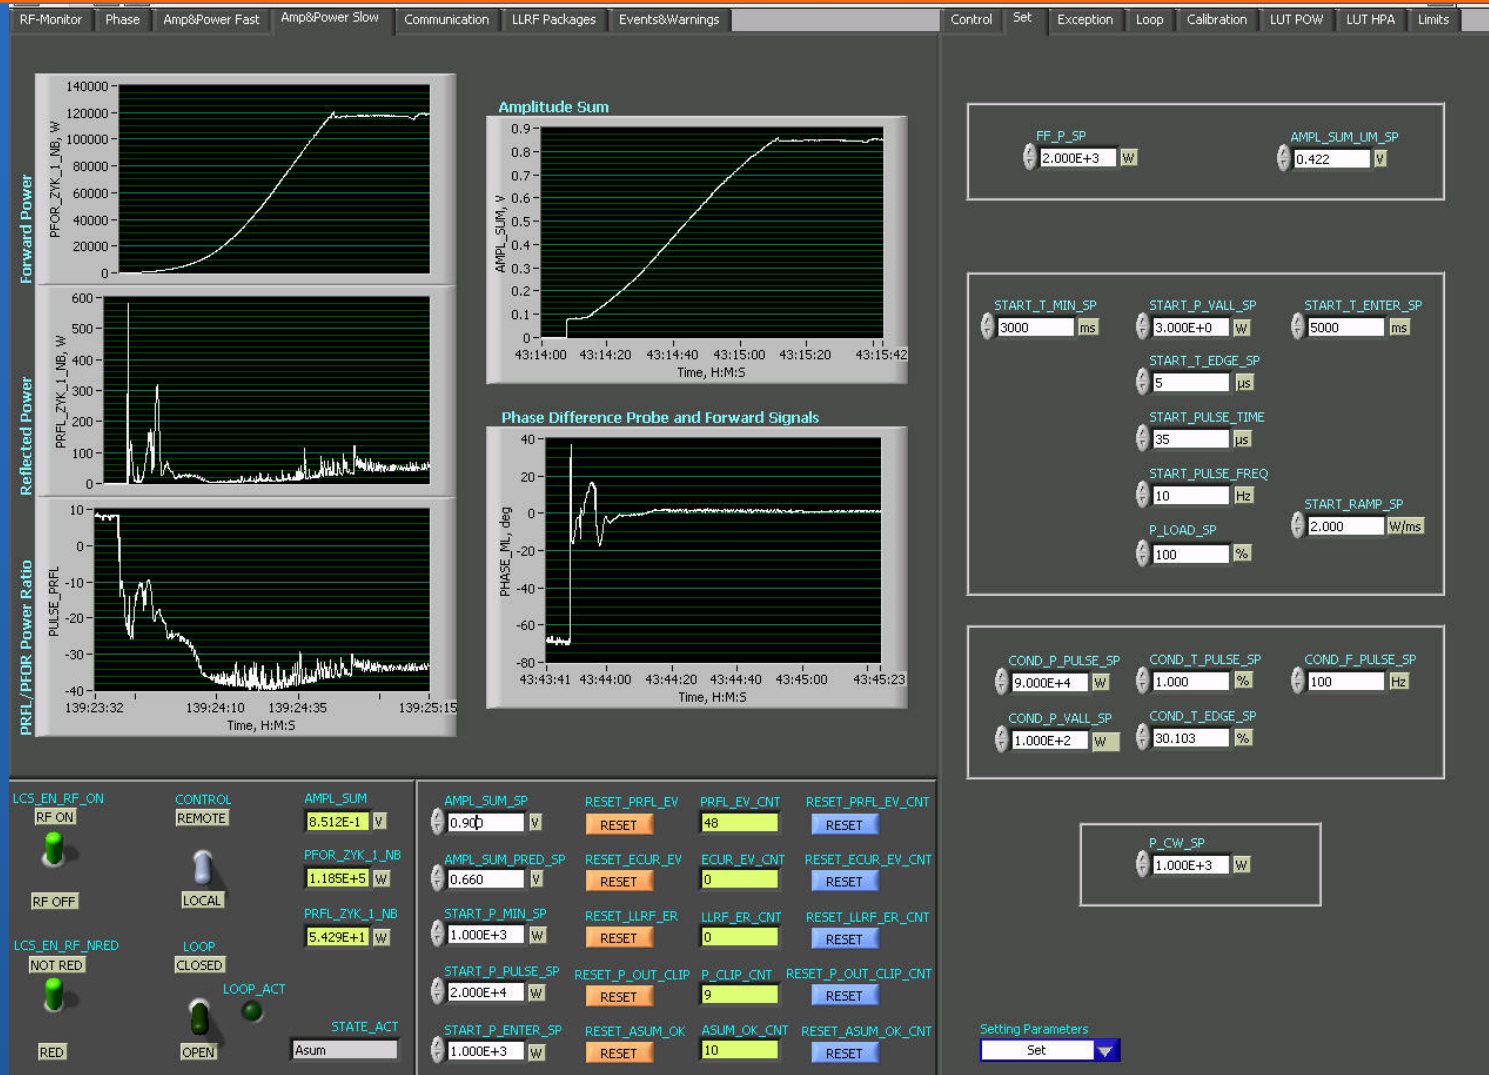 RF-Monitor Phase Amp&Power Fast Amp&Power Slow Communication LLRF Packages Events&Warnings
Control Set Exception Loop Calibration LUT POW LUT HPA Limits
Forward Power
PFOR_ZYK_1_NB, W
140000
120000
100000
80000
60000
40000
20000
0
Reflected Power
PRFL_ZYK_1_NB, W
600
500
400
300
200
100
0
PRFL/PFOR Power Ratio
PULSE_PRFL
10
0
-10
-20
-30
-40
139:23:32 139:24:10 139:24:35 139:25:15
Time, H:M:S
Amplitude Sum
AMPL_SUM, V
0.9
0.8
0.7
0.6
0.5
0.4
0.3
0.2
0.1
0
43:14:00 43:14:20 43:14:40 43:15:00 43:15:20 43:15:42
Time, H:M:S
Phase Difference Probe and Forward Signals
PHASE_ML, deg
40
20
0
-20
-40
-60
-80
43:43:41 43:44:00 43:44:20 43:44:40 43:45:00 43:45:23
Time, H:M:S
FF_P_SP AMPL_SUM_UM_SP
2.000E+3 W 0.422 V
START_T_MIN_SP START_P_VALL_SP START_T_ENTER_SP
3000 ms 3.000E+0 W 5000 ms
START_T_EDGE_SP
5 µs
START_PULSE_TIME
35 µs
START_PULSE_FREQ
10 Hz
START_RAMP_SP
2.000 W/ms
P_LOAD_SP
100 %
COND_P_PULSE_SP COND_T_PULSE_SP COND_F_PULSE_SP
9.000E+4 W 1.000 % 100 Hz
COND_P_VALL_SP COND_T_EDGE_SP
1.000E+2 W 30.103 %
P_CW_SP
1.000E+3 W
Setting Parameters
Set
LCS_EN_RF_ON CONTROL AMPL_SUM
RF ON REMOTE 8.512E-1 V
PFOR_ZYK_1_NB
1.185E+5 W
RF OFF LOCAL
PRFL_ZYK_1_NB
5.429E+1 W
LCS_EN_RF_NRED LOOP
NOT RED CLOSED
LOOP_ACT
STATE_ACT
RED OPEN Asum
AMPL_SUM_SP RESET_PRFL_EV PRFL_EV_CNT RESET_PRFL_EV_CNT
0.900 V RESET 48 RESET
AMPL_SUM_PRED_SP RESET_ECUR_EV ECUR_EV_CNT RESET_ECUR_EV_CNT
0.660 V RESET 0 RESET
START_P_MIN_SP RESET_LLRF_ER LLRF_ER_CNT RESET_LLRF_ER_CNT
1.000E+3 W RESET 0 RESET
START_P_PULSE_SP RESET_P_OUT_CLIP P_CLIP_CNT RESET_P_OUT_CLIP_CNT
2.000E+4 W RESET 9 RESET
START_P_ENTER_SP RESET_ASUM_OK ASUM_OK_CNT RESET_ASUM_OK_CNT
1.000E+3 W RESET 10 RESET